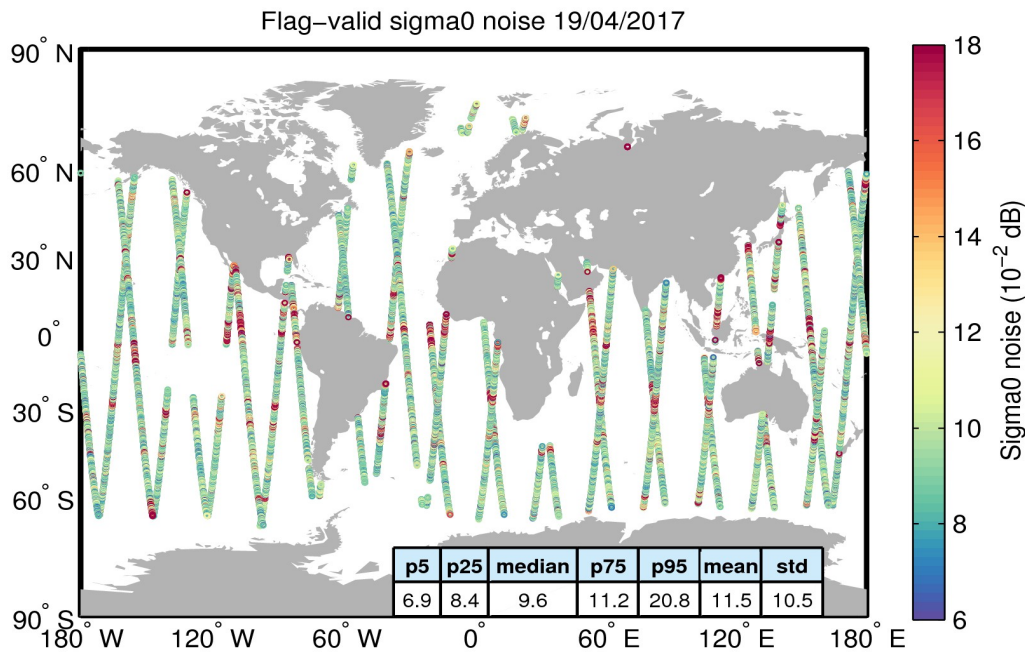 Flag−valid sigma0 noise 19/04/2017
90° N
60° N
30° N
0°
30° S
60° S
90° S
180° W
120° W
60° W
0°
60° E
120° E
180° E
p5 p25 median p75 p95 mean std
6.9 8.4 9.6 11.2 20.8 11.5 10.5
18
16
14
12
10
8
6
Sigma0 noise (10⁻² dB)